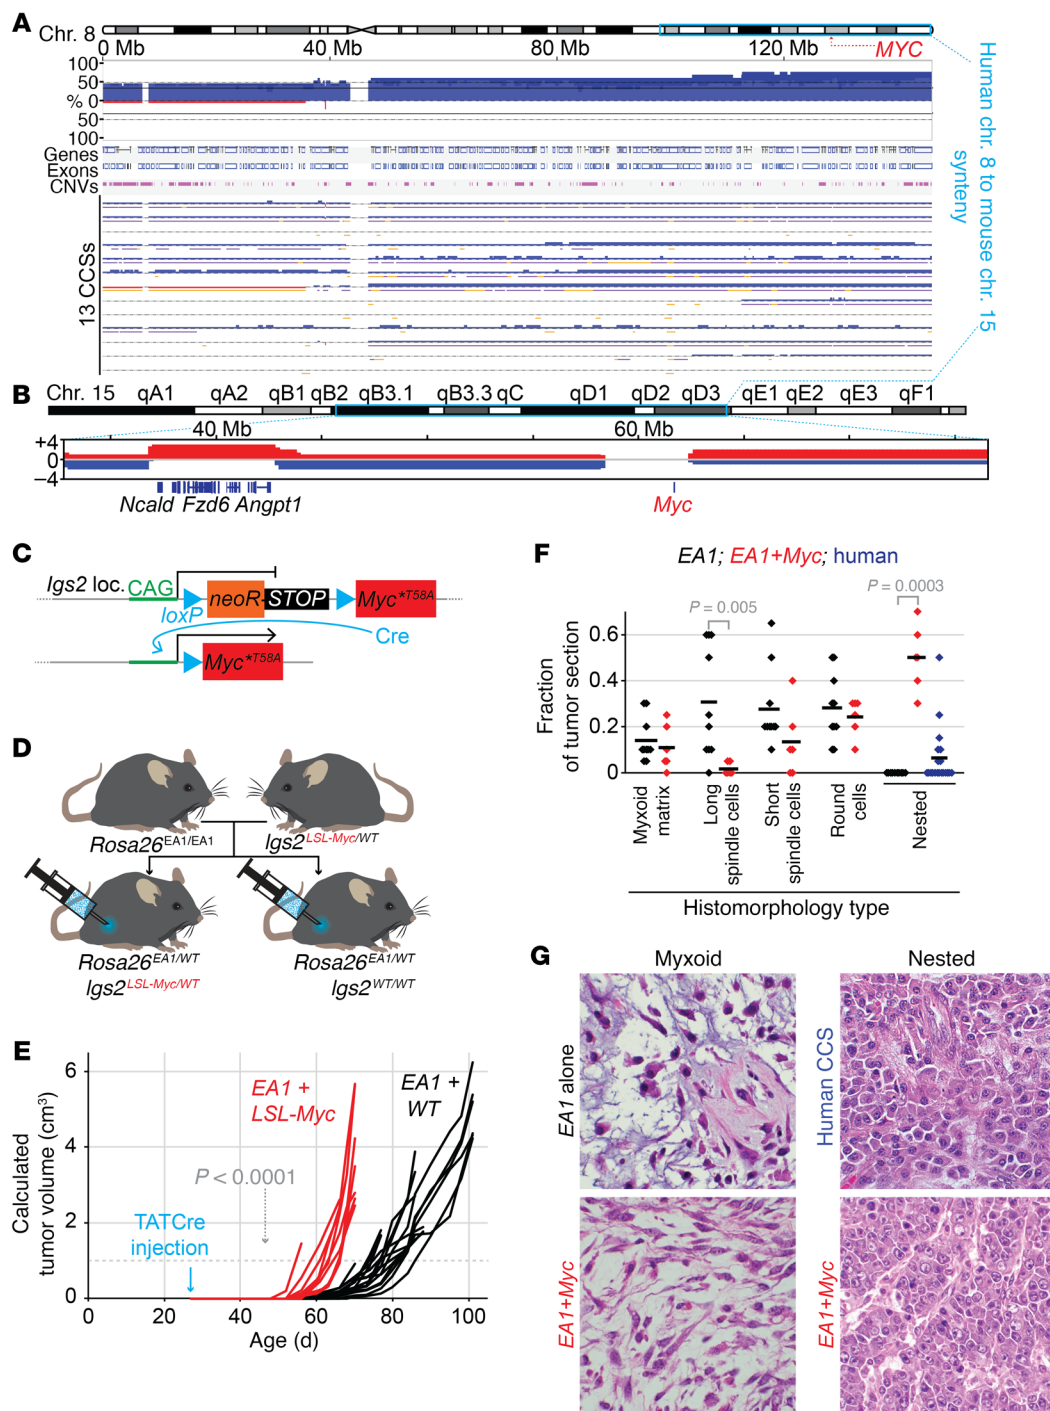 A
Chr. 8
0 Mb
40 Mb
80 Mb
120 Mb
MYC
100
50
% 0
50
100
Genes
Exons
CNVs
13 CCSs
Human chr. 8 to mouse chr. 15
synteny
B
Chr. 15 qA1 qA2 qB1 qB2 qB3.1 qB3.3 qC qD1 qD2 qD3 qE1 qE2 qE3 qF1
40 Mb
60 Mb
+4
0
−4
Ncald Fzd6 Angpt1
Myc
C
Igs2 loc.
CAG
loxP
neoR
STOP
Myc*T58A
Cre
Myc*T58A
D
Rosa26EA1/EA1
Igs2LSL-Myc/WT
Rosa26EA1/WT
Igs2LSL-Myc/WT
Rosa26EA1/WT
Igs2WT/WT
E
Calculated
tumor volume (cm3)
6
4
2
0
EA1 +
LSL-Myc
EA1 +
WT
P < 0.0001
TATCre
injection
0 20 40 60 80 100
Age (d)
F
EA1; EA1+Myc; human
P = 0.0003
P = 0.005
Fraction
of tumor section
0.6
0.4
0.2
0
Myxoid
matrix
Long
spindle cells
Short
spindle cells
Round
cells
Nested
Histomorphology type
G
Myxoid
Nested
EA1 alone
Human CCS
EA1+Myc
EA1+Myc